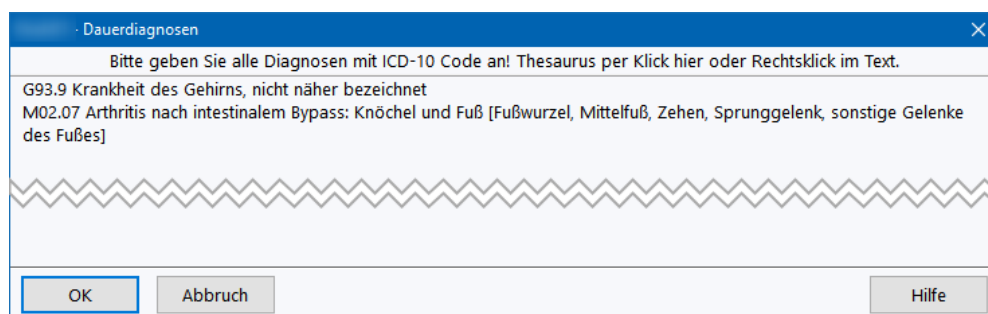 - Dauerdiagnosen
Bitte geben Sie alle Diagnosen mit ICD-10 Code an! Thesaurus per Klick hier oder Rechtsklick im Text.
G93.9 Krankheit des Gehirns, nicht näher bezeichnet
M02.07 Arthritis nach intestinalem Bypass: Knöchel und Fuß [Fußwurzel, Mittelfuß, Zehen, Sprunggelenk, sonstige Gelenke
des Fußes]
OK
Abbruch
Hilfe